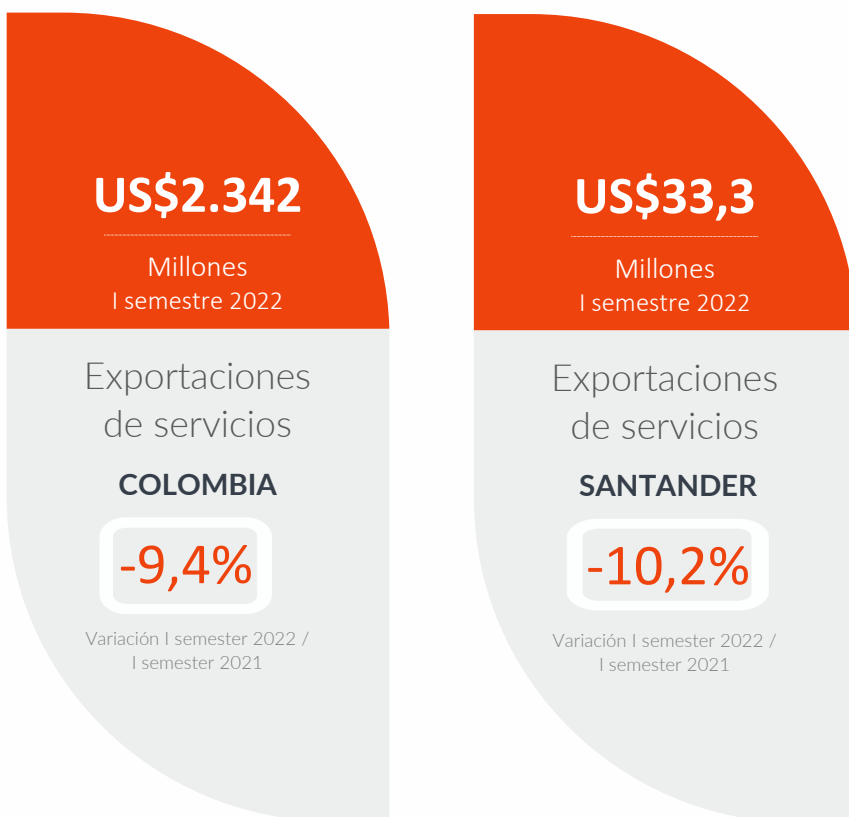 US$2.342
Millones
I semestre 2022
Exportaciones
de servicios
COLOMBIA
-9,4%
Variación I semester 2022 /
I semester 2021
US$33,3
Millones
I semestre 2022
Exportaciones
de servicios
SANTANDER
-10,2%
Variación I semester 2022 /
I semester 2021